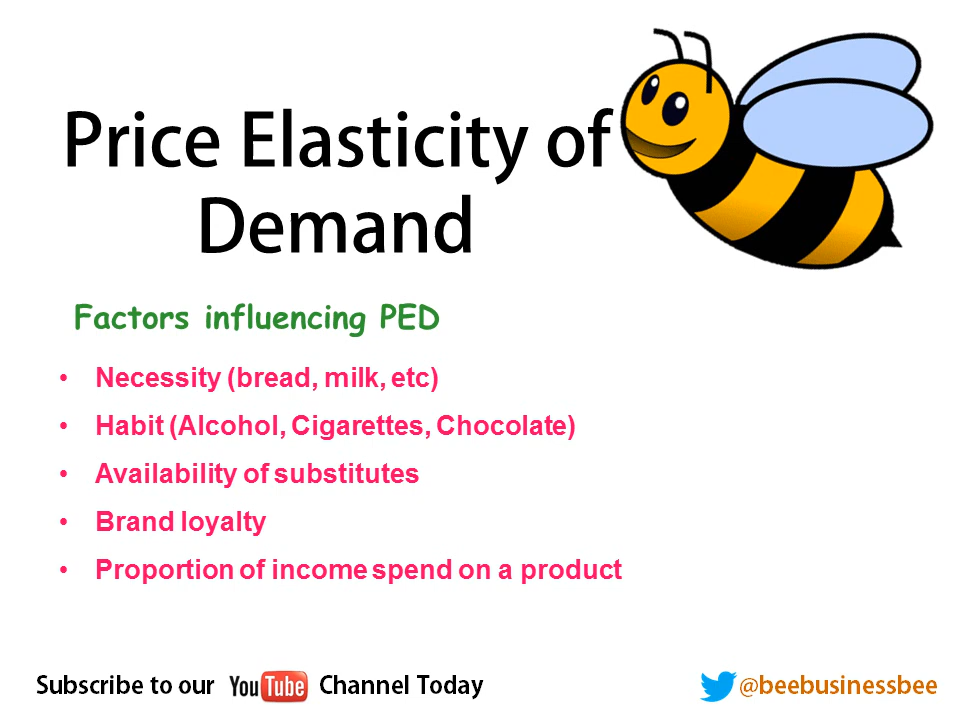 Price Elasticity of
Demand
Factors influencing PED
• Necessity (bread, milk, etc)
• Habit (Alcohol, Cigarettes, Chocolate)
• Availability of substitutes
• Brand loyalty
• Proportion of income spend on a product
Subscribe to our YouTube Channel Today
@beebusinessbee